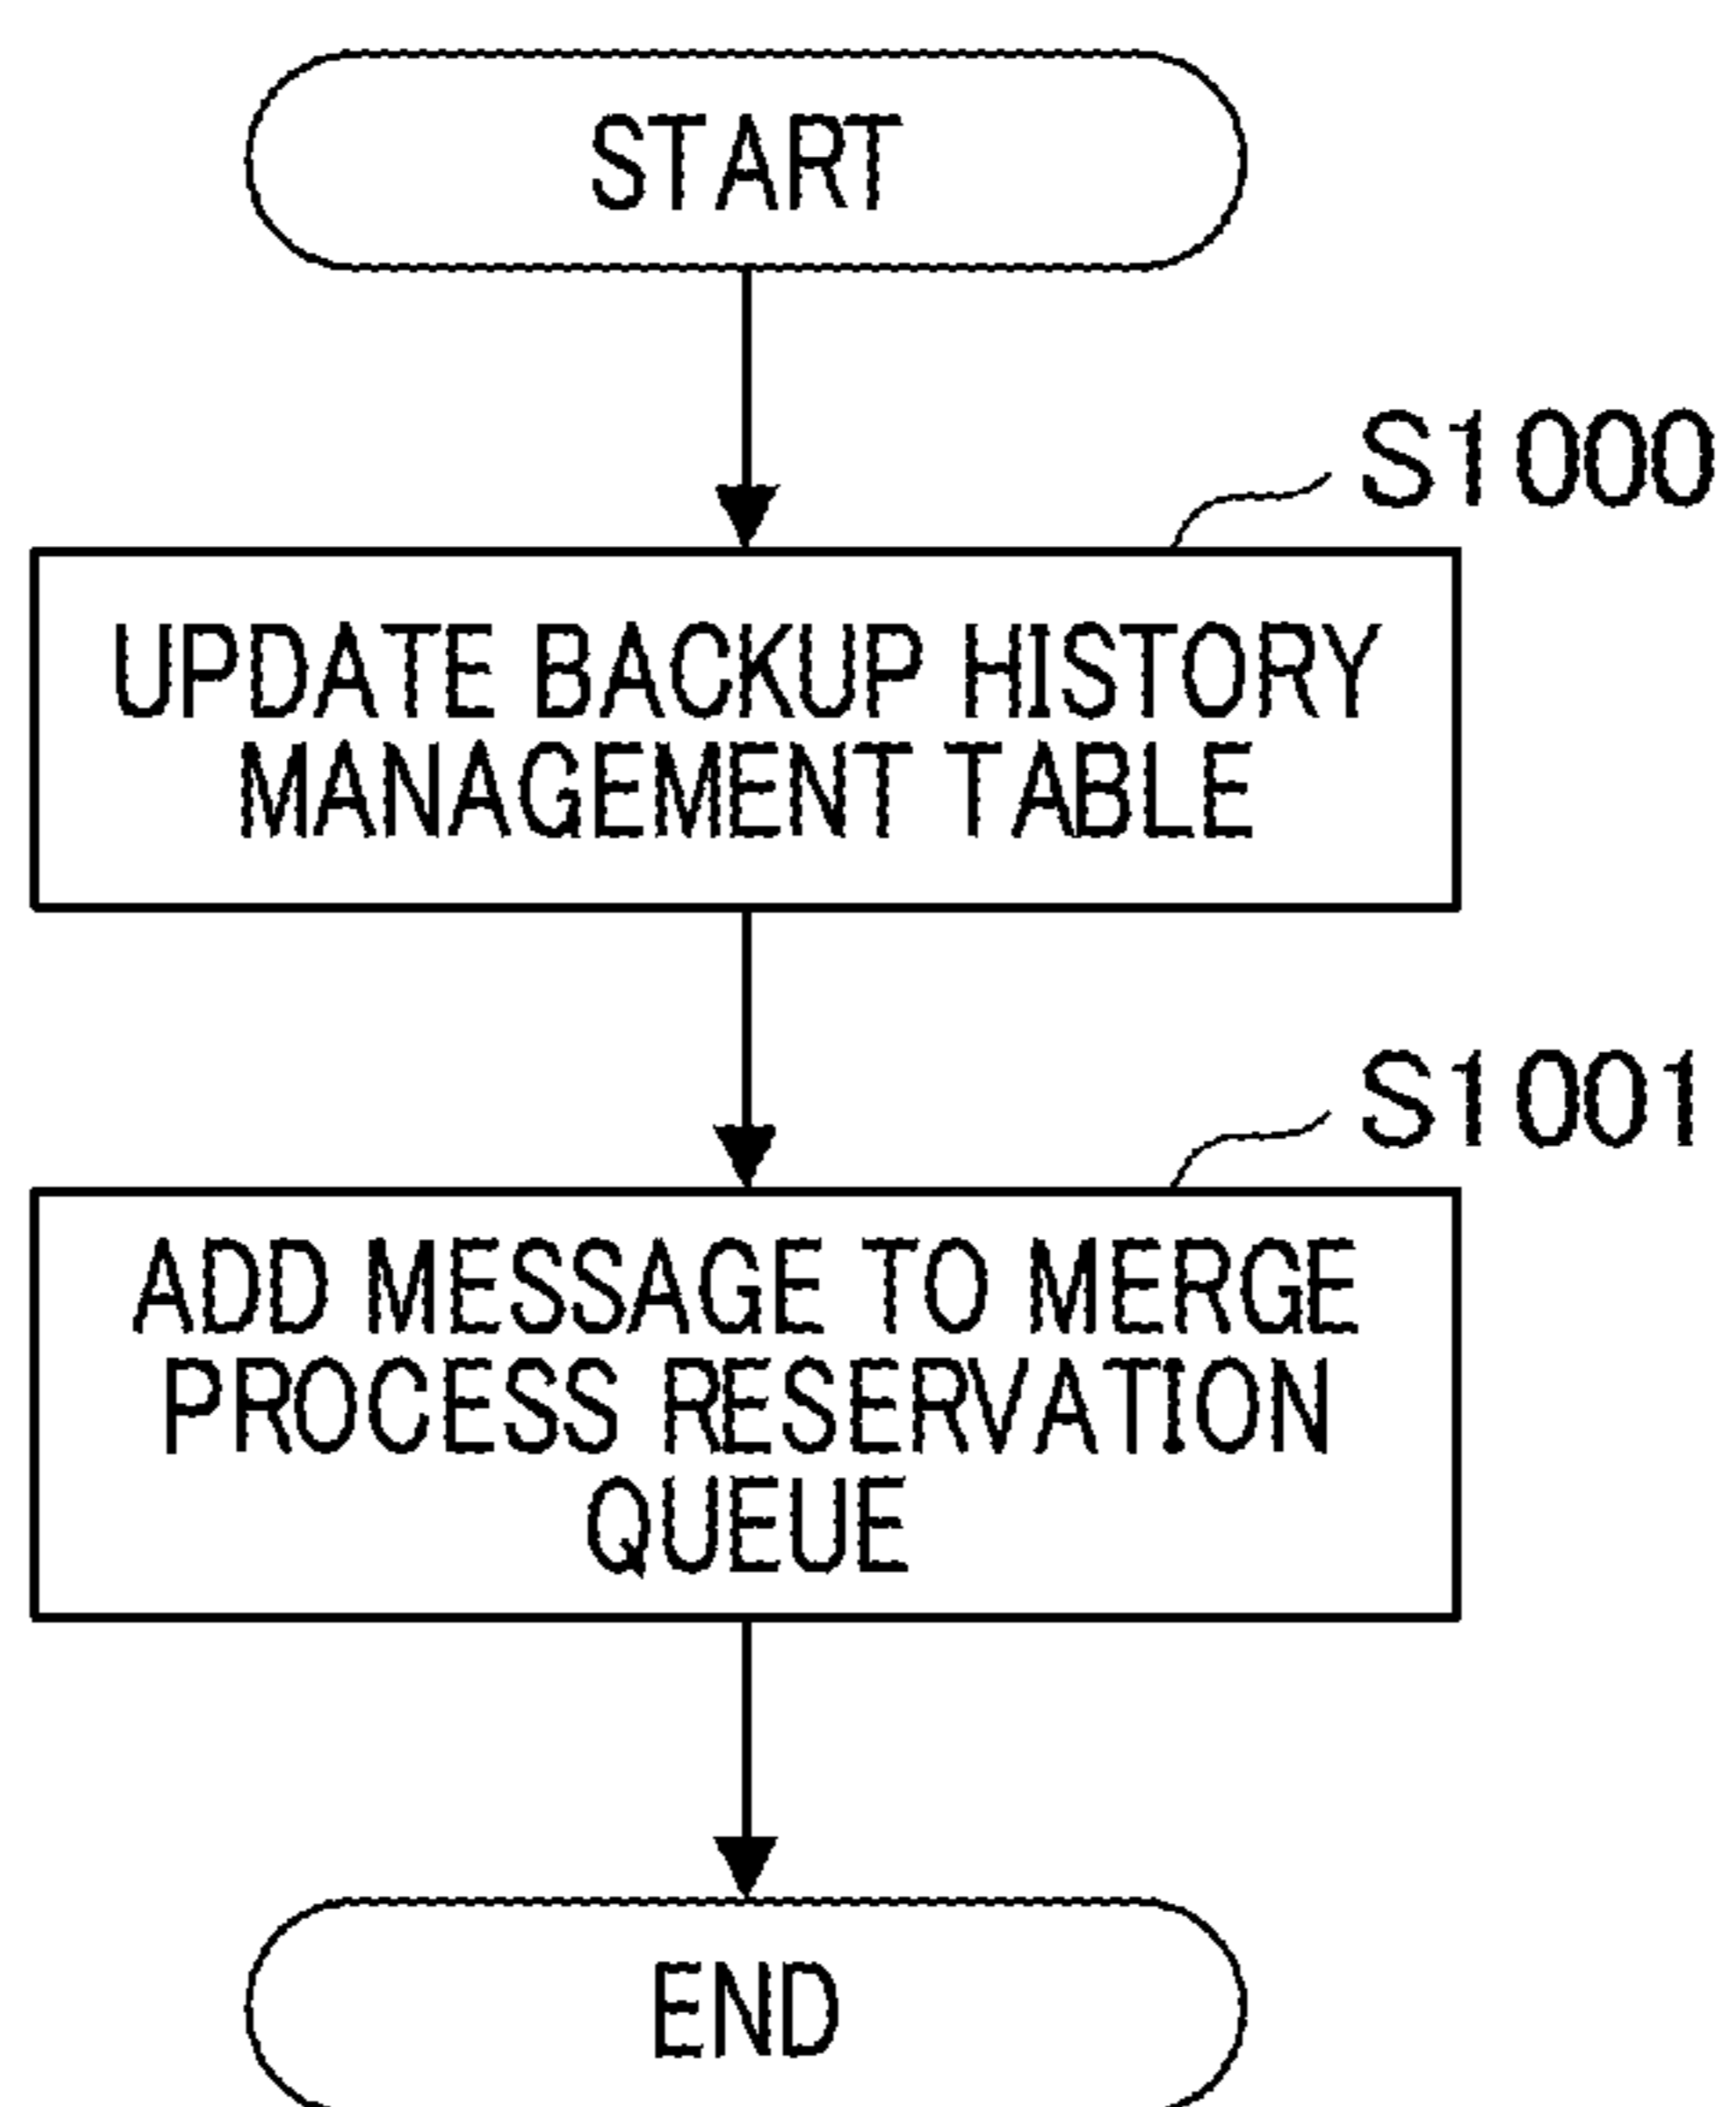 START
S1000
UPDATE BACKUP HISTORY
MANAGEMENT TABLE
S1001
ADD MESSAGE TO MERGE
PROCESS RESERVATION
QUEUE
END